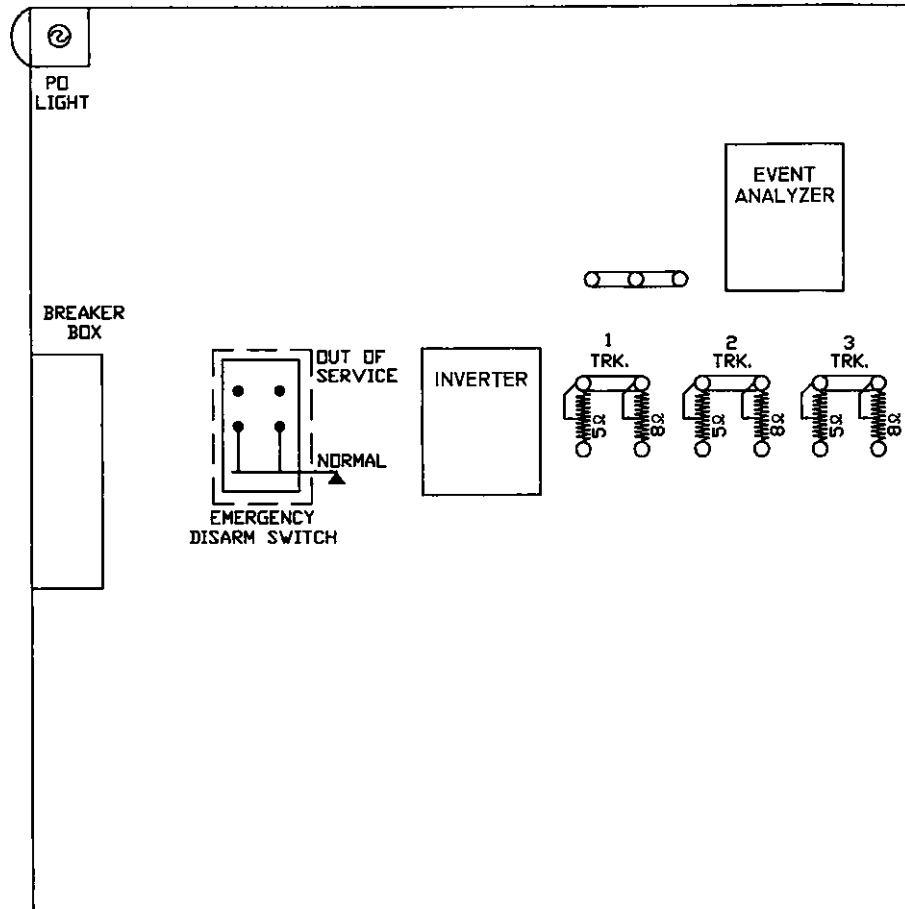 PO
LIGHT
EVENT
ANALYZER
BREAKER
BOX
OUT OF
SERVICE
NORMAL
EMERGENCY
DISARM SWITCH
INVERTER
1
TRK.
5Ω
8Ω
2
TRK.
5Ω
8Ω
3
TRK.
5Ω
8Ω